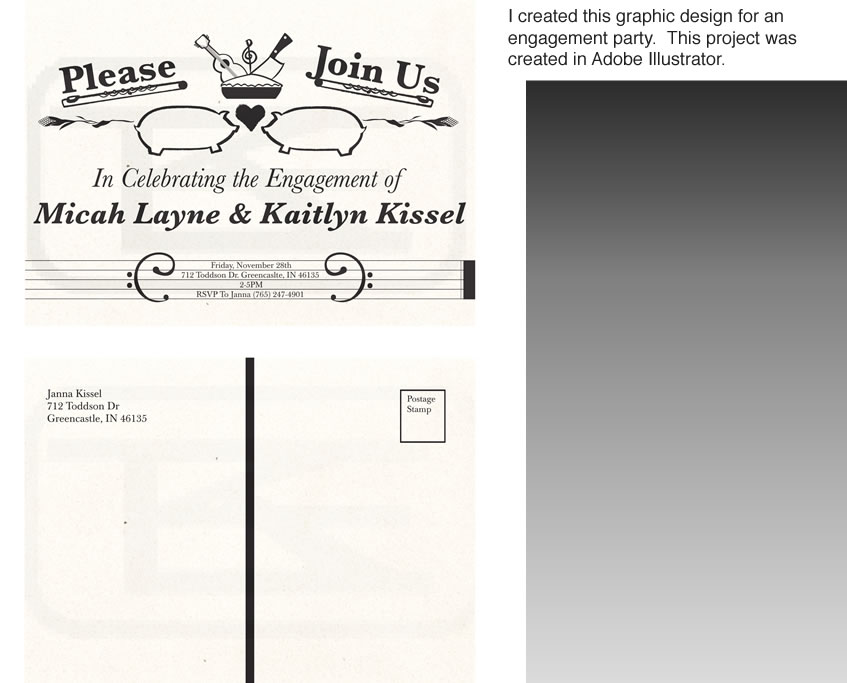 Please Join Us
In Celebrating the Engagement of
Micah Layne & Kaitlyn Kissel
Friday, November 28th
712 Toddson Dr. Greencaslte, IN 46135
2-5PM
RSVP To Janna (765) 247-4901
Janna Kissel
712 Toddson Dr
Greencastle, IN 46135
Postage
Stamp
I created this graphic design for an
engagement party.  This project was
created in Adobe Illustrator.